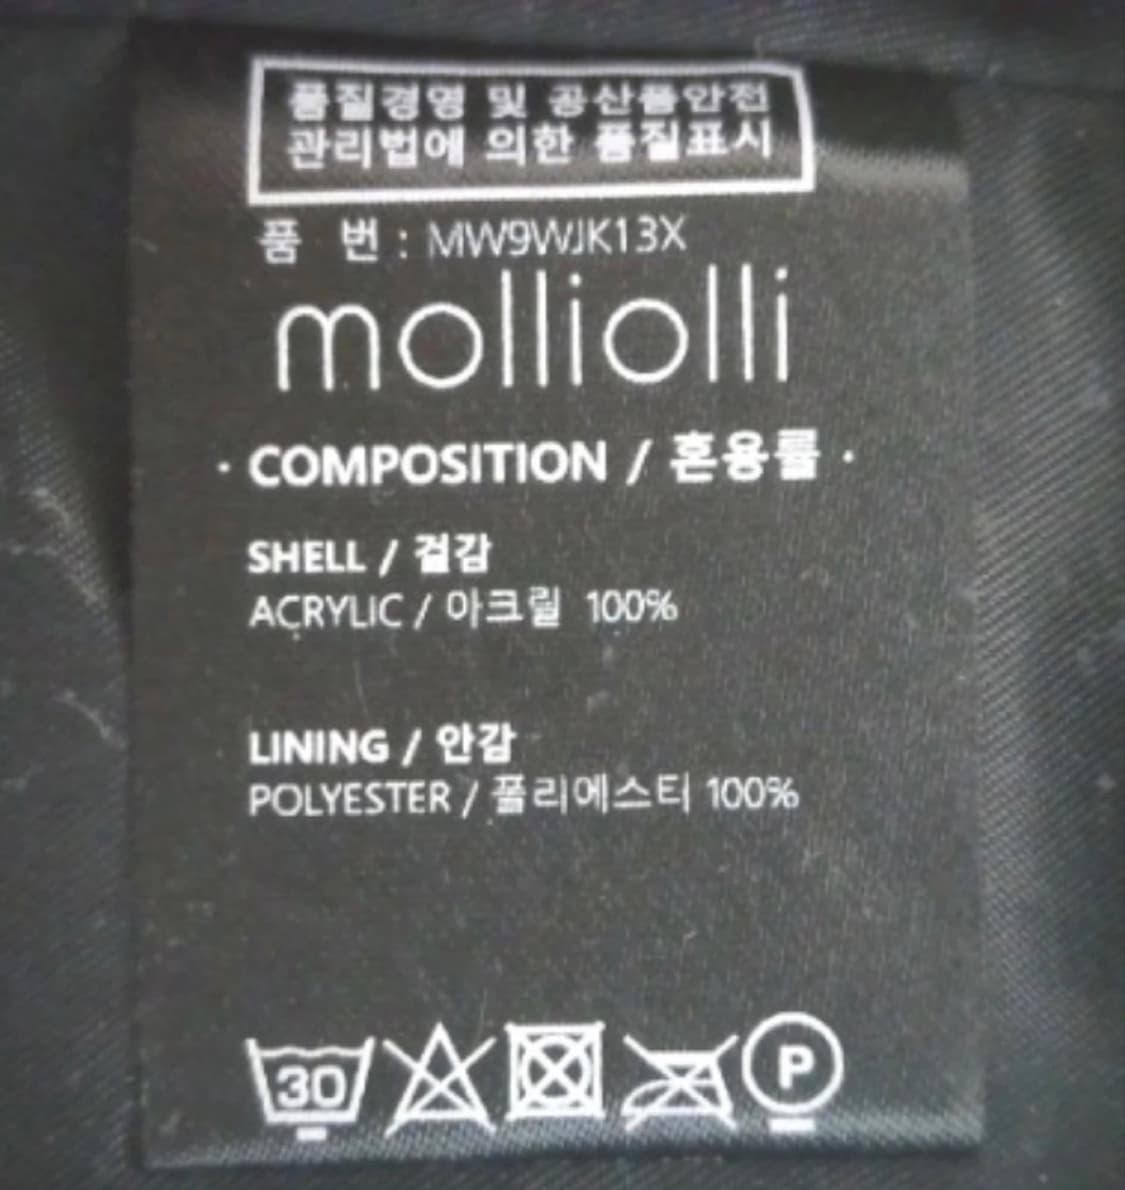 품질경영 및 공산품안전
관리법에 의한 품질표시
품 번 : MW9WJK13X
molliolli
· COMPOSITION / 혼용률 ·
SHELL / 겉감
ACRYLIC / 아크릴 100%
LINING / 안감
POLYESTER / 폴리에스터 100%
30
P